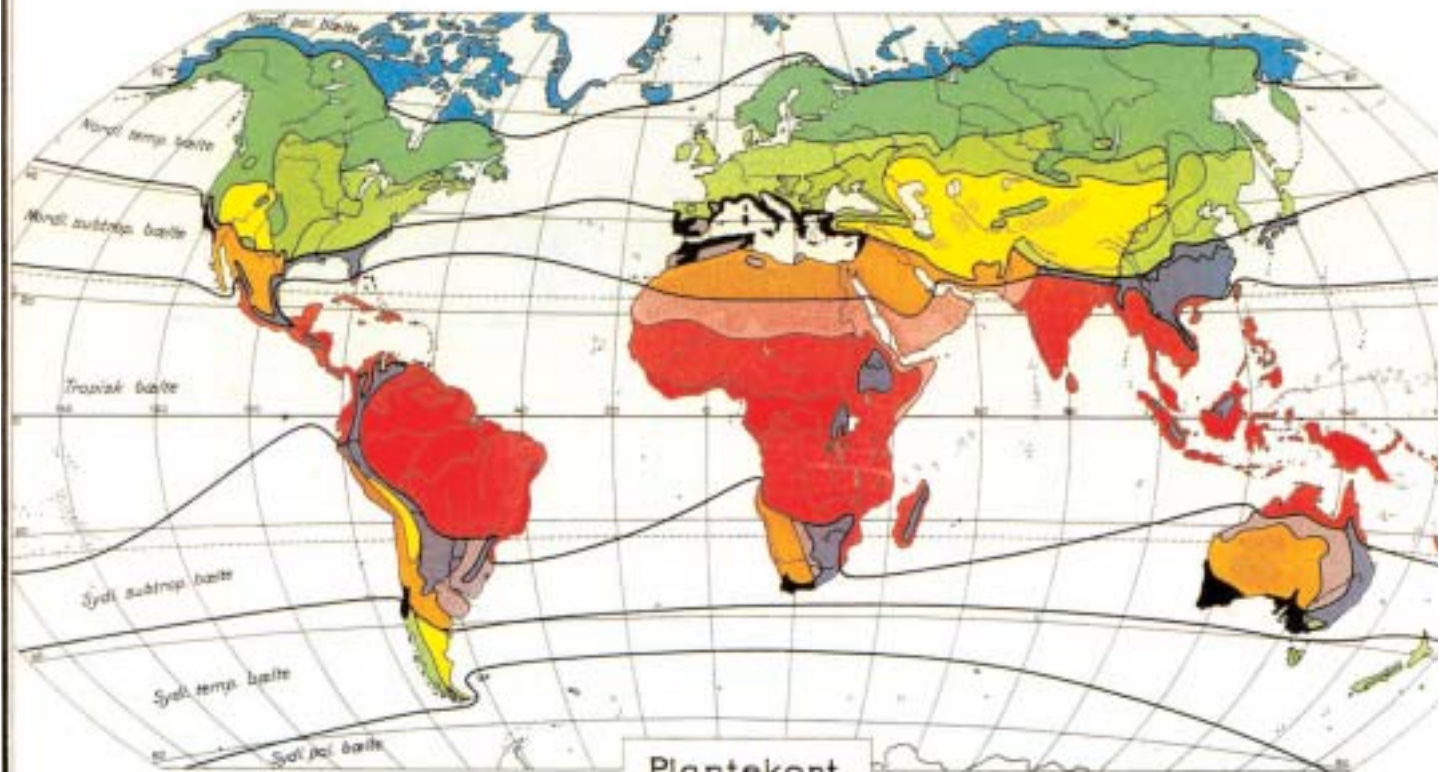 Nordl. pol. bælte
Nordl. temp. bælte
Nordl. subtrop. bælte
Tropisk bælte
Sydl. subtrop. bælte
Sydl. temp. bælte
Sydl. pol. bælte
Plantekort